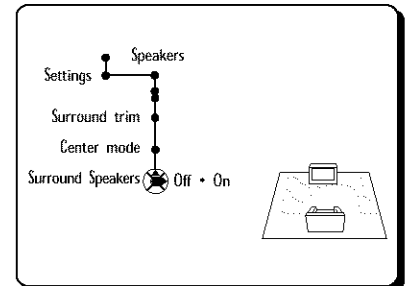 Speakers
Settings
Surround trim
Center mode
Surround Speakers Off • On